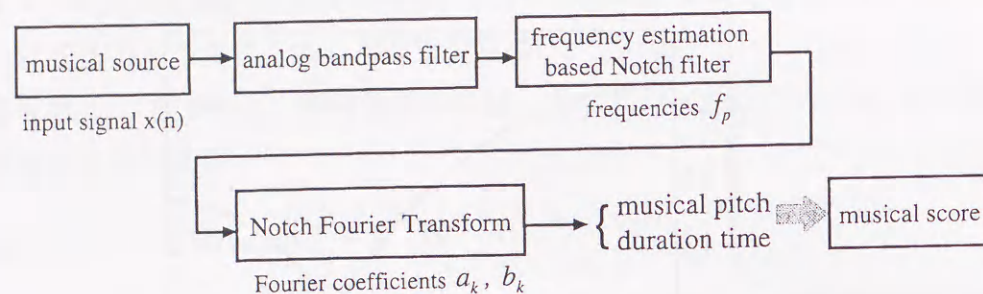 musical source
analog bandpass filter
frequency estimation
based Notch filter
input signal x(n)
frequencies f_p
Notch Fourier Transform
musical pitch
duration time
musical score
Fourier coefficients a_k, b_k